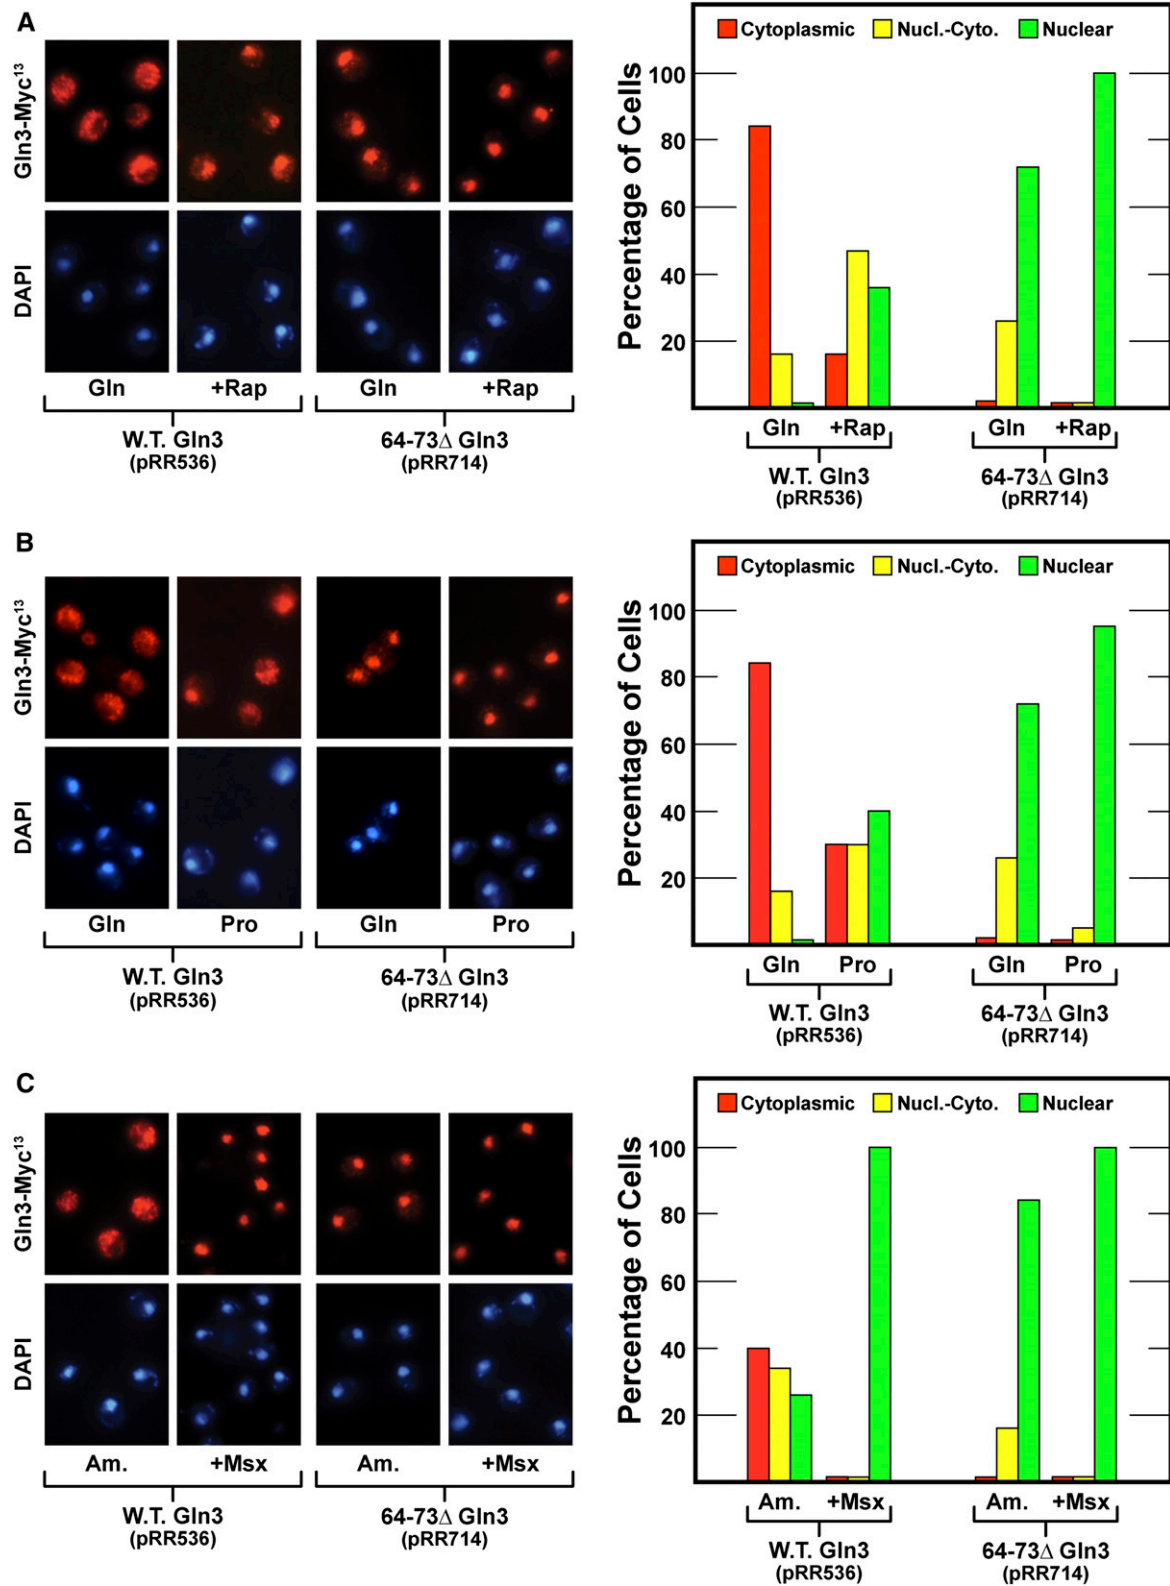 A
Gln3-Myc¹³
DAPI
Gln +Rap Gln +Rap
W.T. Gln3 64-73Δ Gln3
(pRR536) (pRR714)
Cytoplasmic Nucl.-Cyto. Nuclear
Percentage of Cells
100
80
60
40
20
Gln +Rap Gln +Rap
W.T. Gln3 64-73Δ Gln3
(pRR536) (pRR714)
B
Gln3-Myc¹³
DAPI
Gln Pro Gln Pro
W.T. Gln3 64-73Δ Gln3
(pRR536) (pRR714)
Cytoplasmic Nucl.-Cyto. Nuclear
Percentage of Cells
100
80
60
40
20
Gln Pro Gln Pro
W.T. Gln3 64-73Δ Gln3
(pRR536) (pRR714)
C
Gln3-Myc¹³
DAPI
Am. +Msx Am. +Msx
W.T. Gln3 64-73Δ Gln3
(pRR536) (pRR714)
Cytoplasmic Nucl.-Cyto. Nuclear
Percentage of Cells
100
80
60
40
20
Am. +Msx Am. +Msx
W.T. Gln3 64-73Δ Gln3
(pRR536) (pRR714)